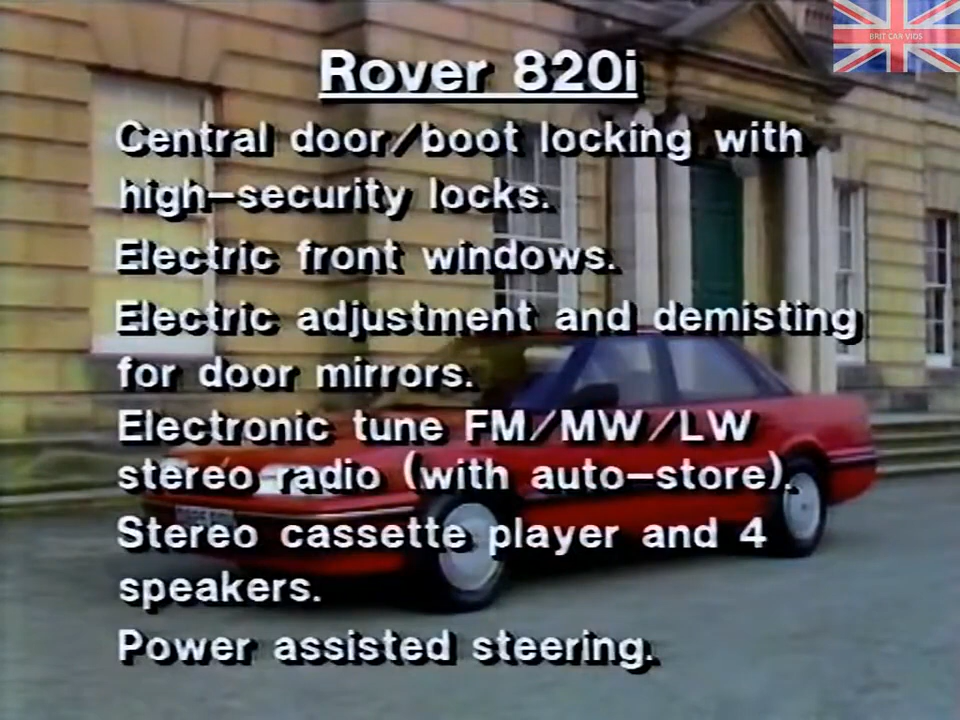 BRIT CAR VIDS
Rover 820i
Central door/boot locking with
high-security locks.
Electric front windows.
Electric adjustment and demisting
for door mirrors.
Electronic tune FM/MW/LW
stereo radio (with auto-store).
Stereo cassette player and 4
speakers.
Power assisted steering.